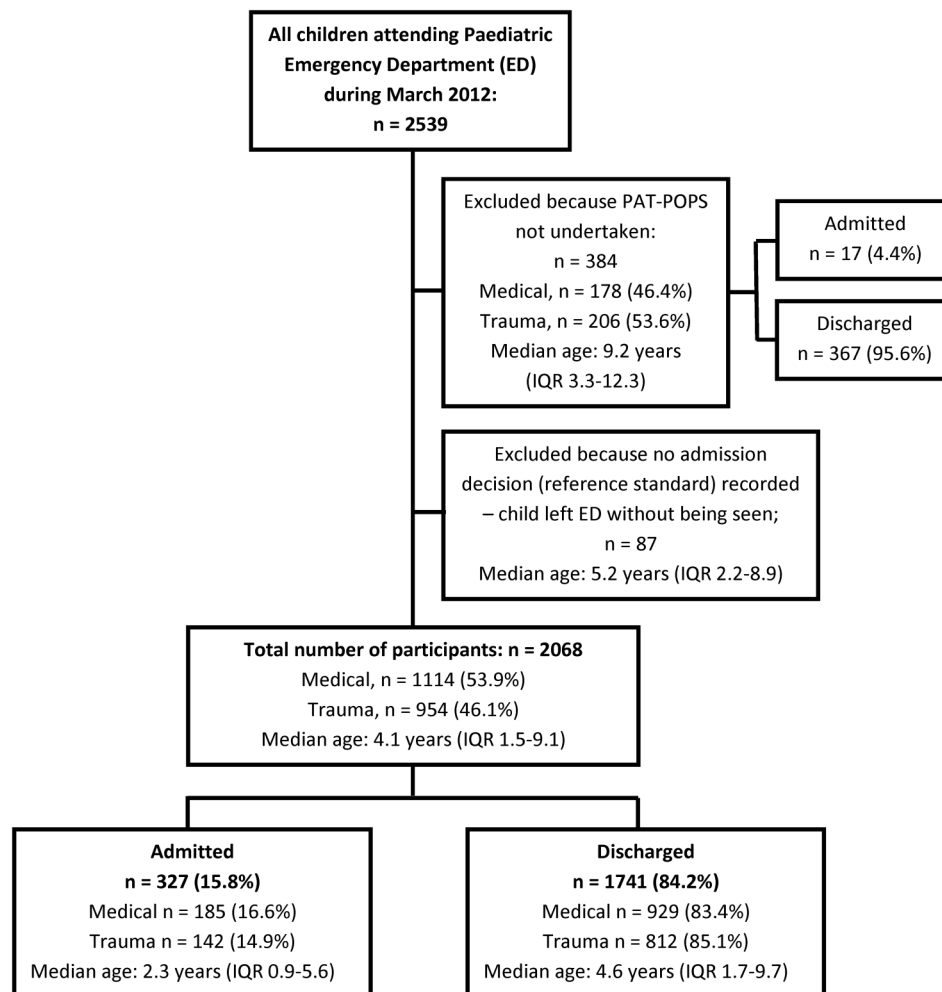 All children attending Paediatric
Emergency Department (ED)
during March 2012:
n = 2539
Excluded because PAT-POPS
not undertaken:
n = 384
Medical, n = 178 (46.4%)
Trauma, n = 206 (53.6%)
Median age: 9.2 years
(IQR 3.3-12.3)
Admitted
n = 17 (4.4%)
Discharged
n = 367 (95.6%)
Excluded because no admission
decision (reference standard) recorded
– child left ED without being seen;
n = 87
Median age: 5.2 years (IQR 2.2-8.9)
Total number of participants: n = 2068
Medical, n = 1114 (53.9%)
Trauma, n = 954 (46.1%)
Median age: 4.1 years (IQR 1.5-9.1)
Admitted
n = 327 (15.8%)
Medical n = 185 (16.6%)
Trauma n = 142 (14.9%)
Median age: 2.3 years (IQR 0.9-5.6)
Discharged
n = 1741 (84.2%)
Medical n = 929 (83.4%)
Trauma n = 812 (85.1%)
Median age: 4.6 years (IQR 1.7-9.7)